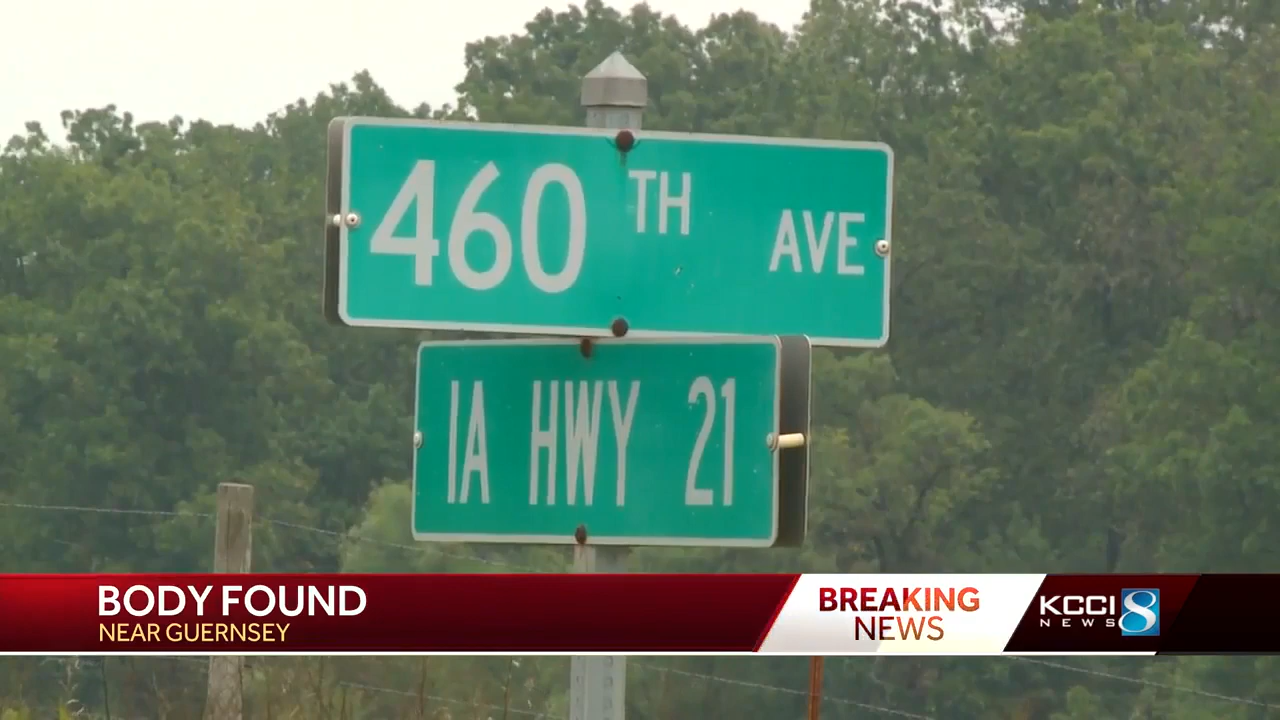 460 TH AVE
IA HWY 21
BODY FOUND
NEAR GUERNSEY
BREAKING
NEWS
KCCI 8
NEWS